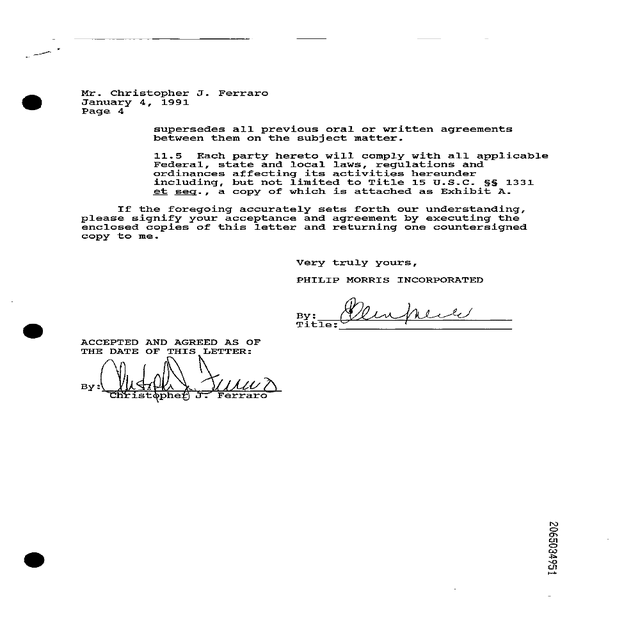 Mr. Christopher J. Ferraro
January 4, 1991
Page 4
supersedes all previous oral or written agreements
between them on the subject matter.
11.5 Each party hereto will comply with all applicable
Federal, state and local laws, regulations and
ordinances affecting its activities hereunder
including, but not limited to Title 15 U.S.C. §§ 1331
et seq., a copy of which is attached as Exhibit A.
If the foregoing accurately sets forth our understanding,
please signify your acceptance and agreement by executing the
enclosed copies of this letter and returning one countersigned
copy to me.
Very truly yours,
PHILIP MORRIS INCORPORATED
By:
Title:
ACCEPTED AND AGREED AS OF
THE DATE OF THIS LETTER:
By: Christoph J. Ferraro
Christopher J. Ferraro
2065034951